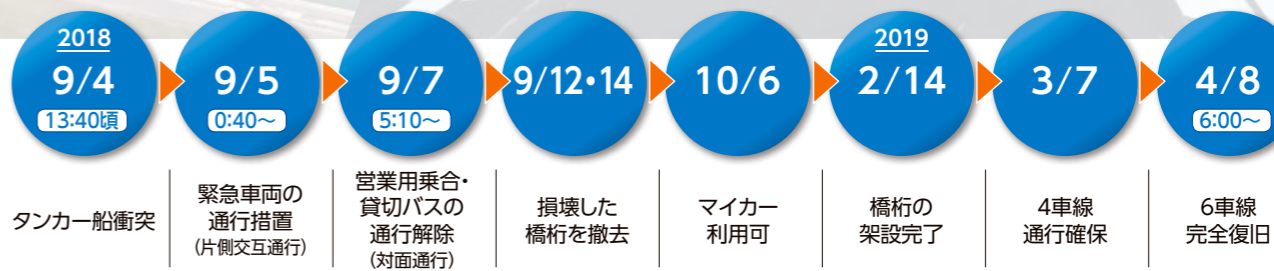 2018
9/4
13:40頃
9/5
0:40〜
9/7
5:10〜
9/12・14
10/6
2019
2/14
3/7
4/8
6:00〜
タンカー船衝突
緊急車両の
通行措置
(片側交互通行)
営業用乗合・
貸切バスの
通行解除
(対面通行)
損壊した
橋桁を撤去
マイカー
利用可
橋桁の
架設完了
4車線
通行確保
6車線
完全復旧